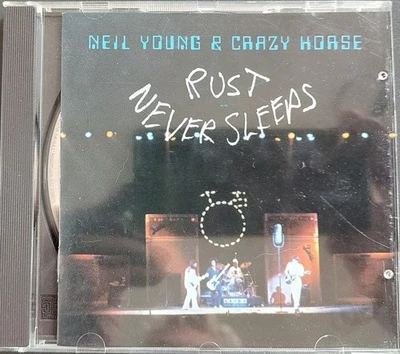 NEIL YOUNG & CRAZY HORSE
RUST
NEVER SLEEPS